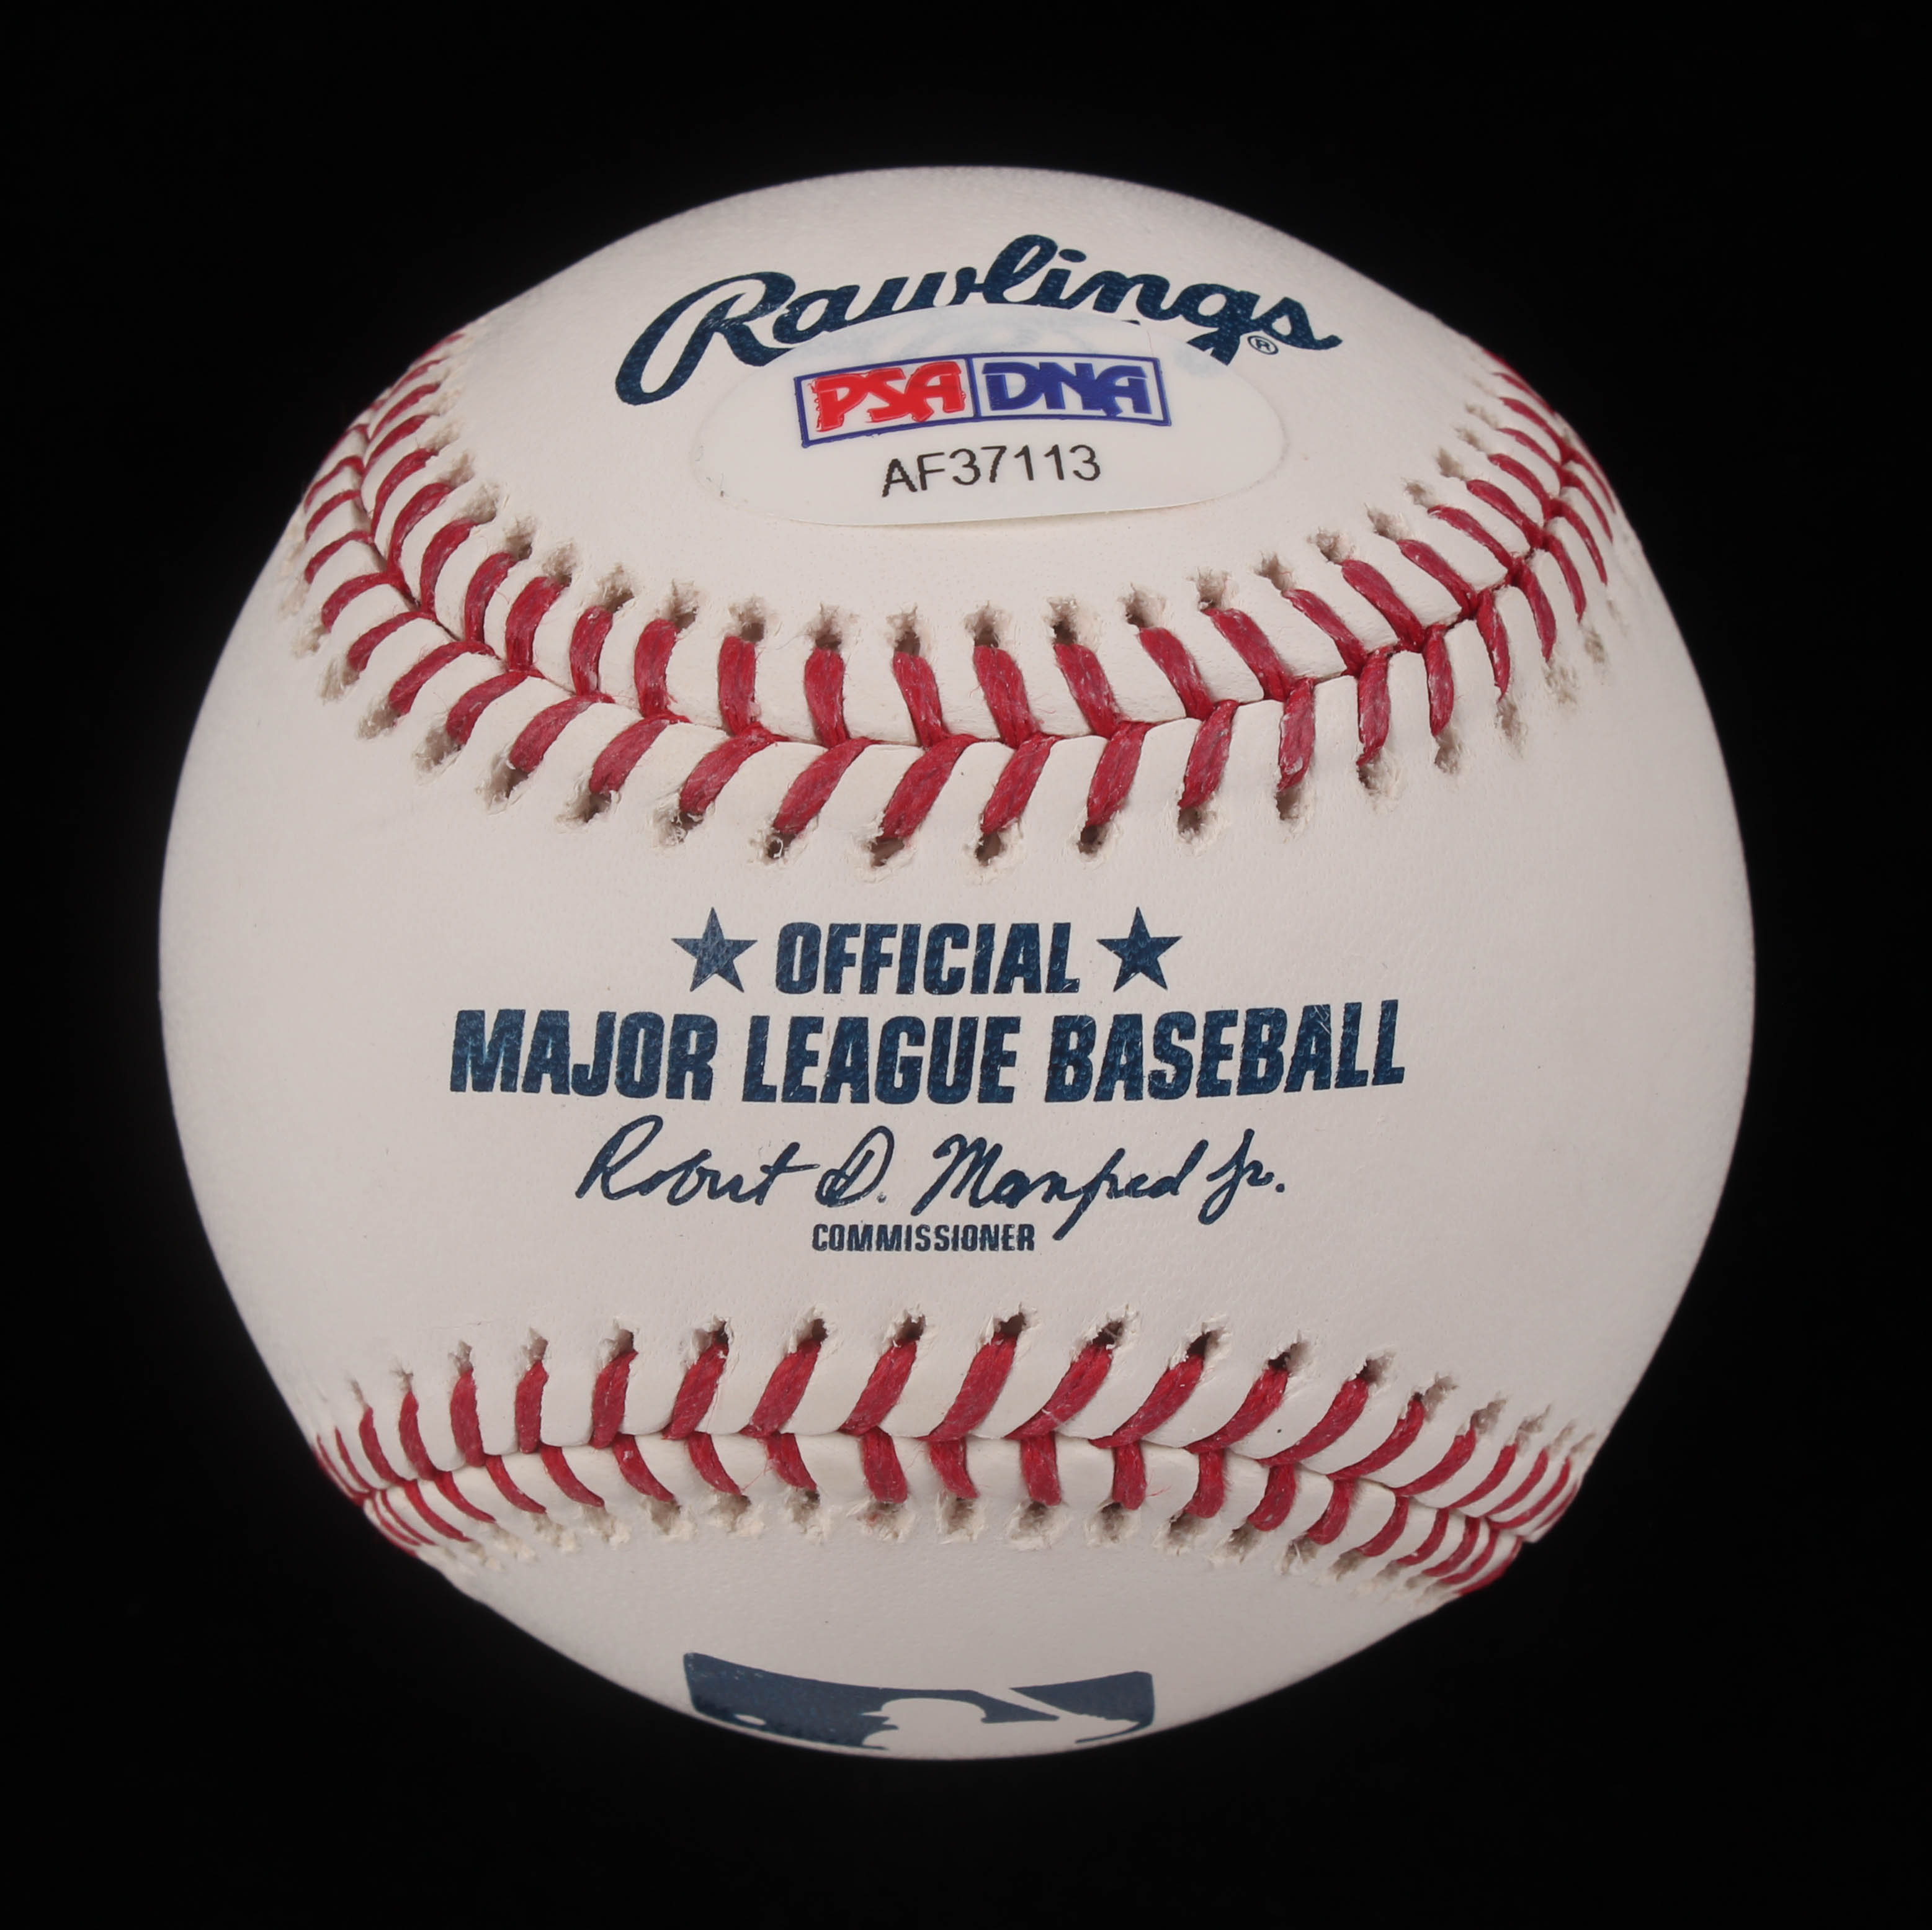 Rawlings®
PSA DNA
AF37113
★ OFFICIAL ★
MAJOR LEAGUE BASEBALL
Robert D. Manfred Jr.
COMMISSIONER